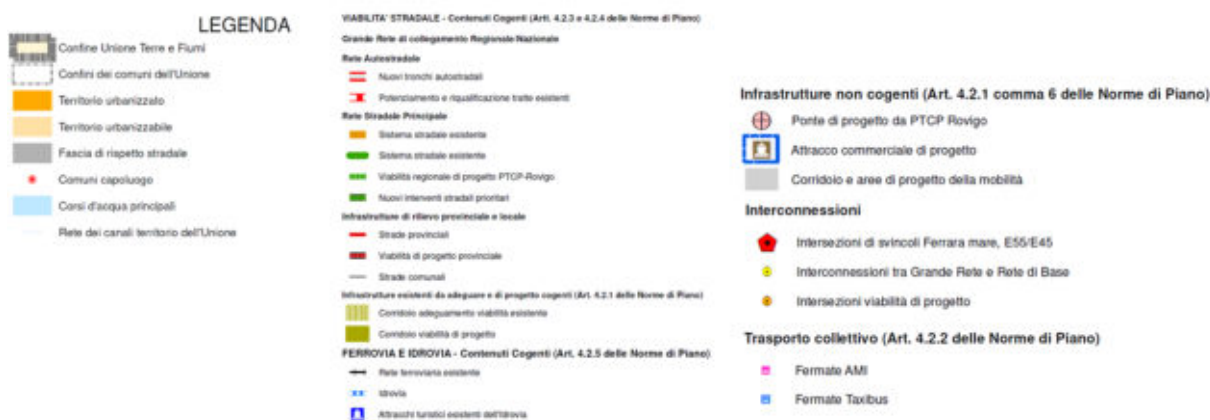 LEGENDA
Confine Unione Terre e Fiumi
Confini dei comuni dell'Unione
Territorio urbanizzato
Territorio urbanizzabile
Fascia di rispetto stradale
Comuni capoluogo
Corsi d'acqua principali
Rete dei canali territorio dell'Unione
VIABILITA' STRADALE - Contenuti Cogenti (Artt. 4.2.3 e 4.2.4 delle Norme di Piano)
Grande Rete di collegamento Regionale/Nazionale
Rete Autostradale
Nuovi tronchi autostradali
Potenziamento e riqualificazione tratte esistenti
Rete Stradale Principale
Sistema stradale esistente
Sistema stradale esistente
Viabilità regionale di progetto PTCP-Rovigo
Nuovi interventi stradali prioritari
Infrastrutture di rilievo provinciale e locale
Strade provinciali
Viabilità di progetto provinciale
Strade comunali
Infrastrutture esistenti da adeguare e di progetto cogenti (Art. 4.2.1 delle Norme di Piano)
Corridoio adeguamento viabilità esistente
Corridoio viabilità di progetto
FERROVIA E IDROVIA - Contenuti Cogenti (Art. 4.2.5 delle Norme di Piano)
Rete ferroviaria esistente
Idrovia
Attracchi turistici esistenti dell'Idrovia
Infrastrutture non cogenti (Art. 4.2.1 comma 6 delle Norme di Piano)
Ponte di progetto da PTCP Rovigo
Attracco commerciale di progetto
Corridoio e aree di progetto della mobilità
Interconnessioni
Intersezioni di svincoli Ferrara mare, E55/E45
Interconnessioni tra Grande Rete e Rete di Base
Intersezioni viabilità di progetto
Trasporto collettivo (Art. 4.2.2 delle Norme di Piano)
Fermate AMI
Fermate Taxibus